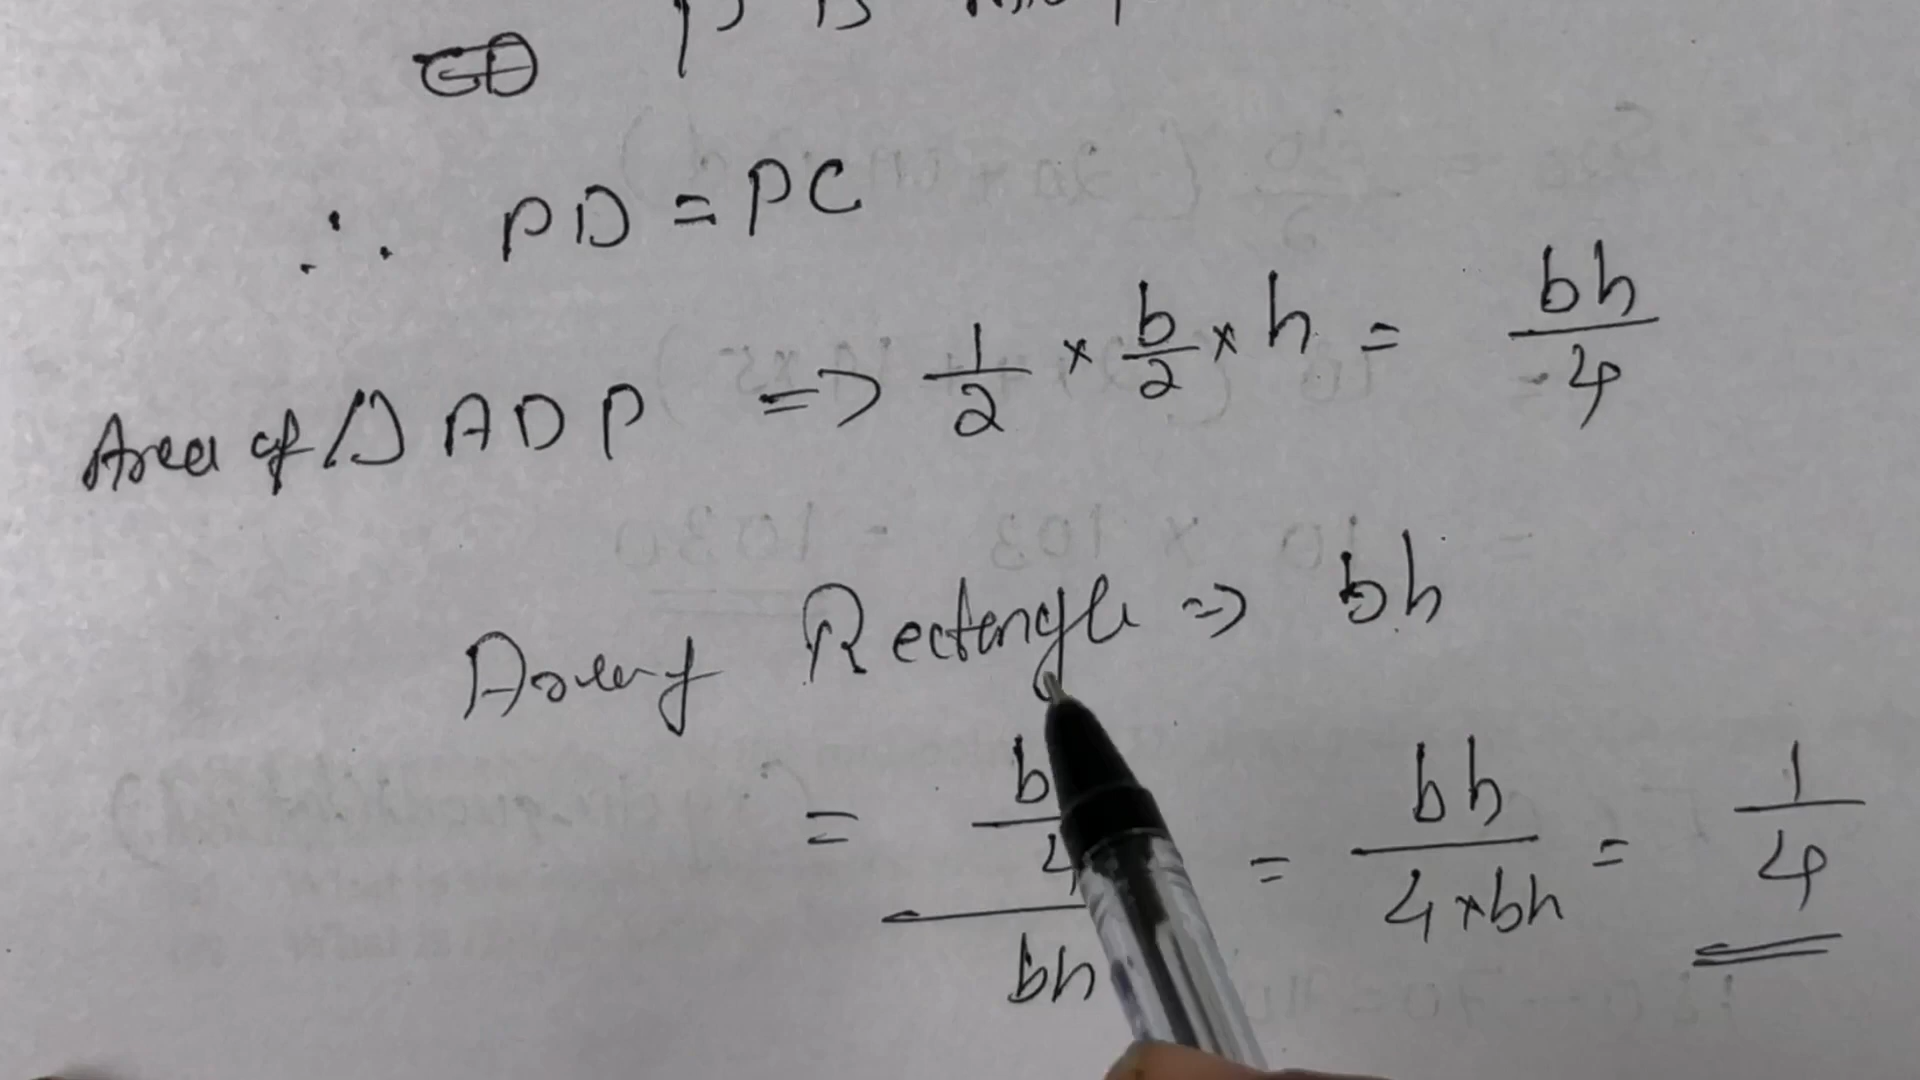 ∴ PD = PC
Area of △ ADP => 1/2 × b/2 × h = bh/4
Area of Rectangle => bh
= b/4 / bh = bh / 4×bh = 1/4